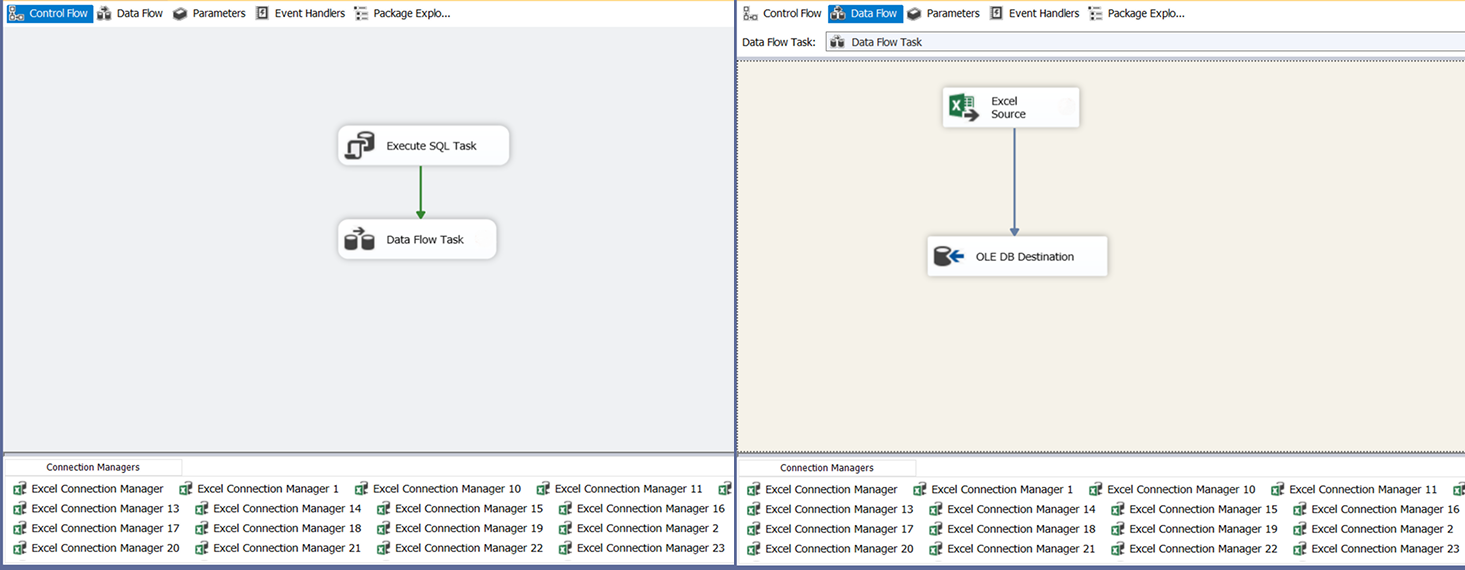 Control Flow Data Flow Parameters Event Handlers Package Explo...
Execute SQL Task
Data Flow Task
Connection Managers
Excel Connection Manager Excel Connection Manager 1 Excel Connection Manager 10 Excel Connection Manager 11
Excel Connection Manager 13 Excel Connection Manager 14 Excel Connection Manager 15 Excel Connection Manager 16
Excel Connection Manager 17 Excel Connection Manager 18 Excel Connection Manager 19 Excel Connection Manager 2
Excel Connection Manager 20 Excel Connection Manager 21 Excel Connection Manager 22 Excel Connection Manager 23
Control Flow Data Flow Parameters Event Handlers Package Explo...
Data Flow Task: Data Flow Task
Excel
Source
OLE DB Destination
Connection Managers
Excel Connection Manager Excel Connection Manager 1 Excel Connection Manager 10 Excel Connection Manager 11
Excel Connection Manager 13 Excel Connection Manager 14 Excel Connection Manager 15 Excel Connection Manager 16
Excel Connection Manager 17 Excel Connection Manager 18 Excel Connection Manager 19 Excel Connection Manager 2
Excel Connection Manager 20 Excel Connection Manager 21 Excel Connection Manager 22 Excel Connection Manager 23